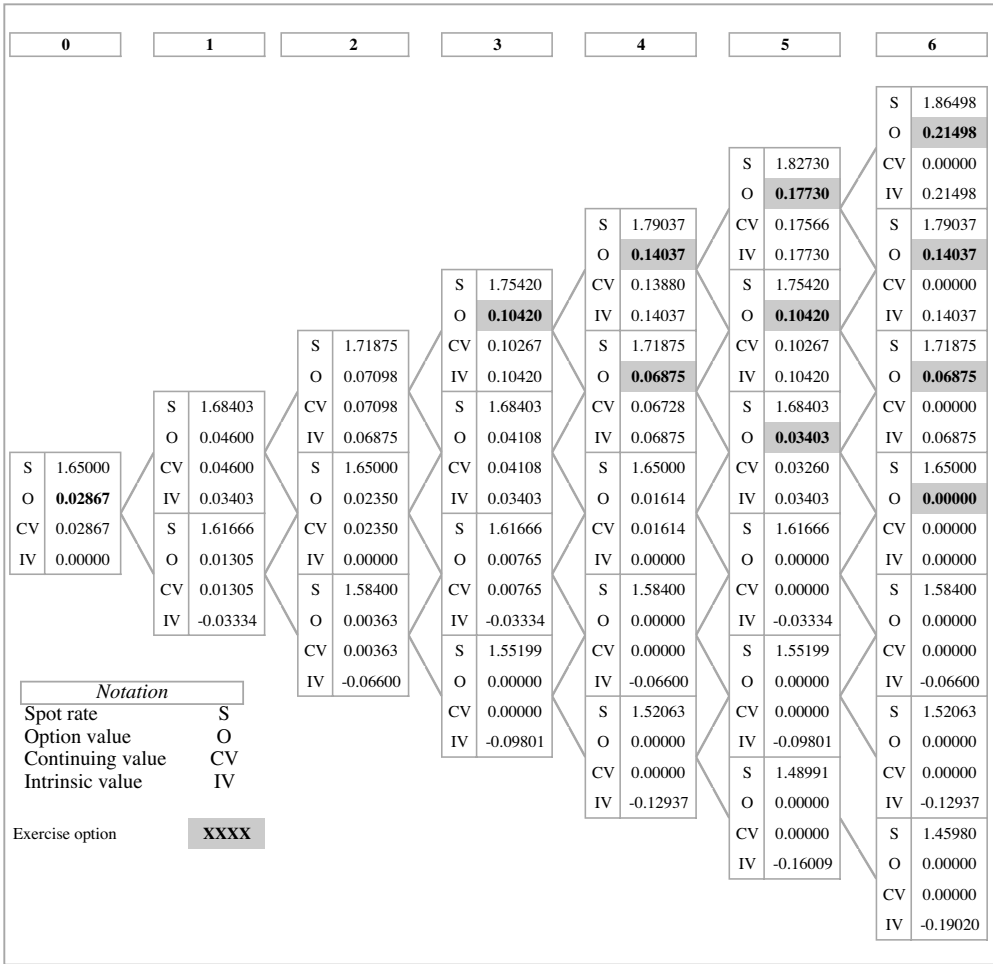 0 1 2 3 4 5 6
S 1.65000
O 0.02867
CV 0.02867
IV 0.00000
S 1.68403
O 0.04600
CV 0.04600
IV 0.03403
S 1.61666
O 0.01305
CV 0.01305
IV -0.03334
S 1.71875
O 0.07098
CV 0.07098
IV 0.06875
S 1.65000
O 0.02350
CV 0.02350
IV 0.00000
S 1.58400
O 0.00363
CV 0.00363
IV -0.06600
S 1.75420
O 0.10420
CV 0.10267
IV 0.10420
S 1.68403
O 0.04108
CV 0.04108
IV 0.03403
S 1.61666
O 0.00765
CV 0.00765
IV -0.03334
S 1.55199
O 0.00000
CV 0.00000
IV -0.09801
S 1.79037
O 0.14037
CV 0.13880
IV 0.14037
S 1.71875
O 0.06875
CV 0.06728
IV 0.06875
S 1.65000
O 0.01614
CV 0.01614
IV 0.00000
S 1.58400
O 0.00000
CV 0.00000
IV -0.06600
S 1.52063
O 0.00000
CV 0.00000
IV -0.12937
S 1.82730
O 0.17730
CV 0.17566
IV 0.17730
S 1.75420
O 0.10420
CV 0.10267
IV 0.10420
S 1.68403
O 0.03403
CV 0.03260
IV 0.03403
S 1.61666
O 0.00000
CV 0.00000
IV -0.03334
S 1.55199
O 0.00000
CV 0.00000
IV -0.09801
S 1.48991
O 0.00000
CV 0.00000
IV -0.16009
S 1.86498
O 0.21498
CV 0.00000
IV 0.21498
S 1.79037
O 0.14037
CV 0.00000
IV 0.14037
S 1.71875
O 0.06875
CV 0.00000
IV 0.06875
S 1.65000
O 0.00000
CV 0.00000
IV 0.00000
S 1.58400
O 0.00000
CV 0.00000
IV -0.06600
S 1.52063
O 0.00000
CV 0.00000
IV -0.12937
S 1.45980
O 0.00000
CV 0.00000
IV -0.19020
Notation
Spot rate S
Option value O
Continuing value CV
Intrinsic value IV
Exercise option XXXX